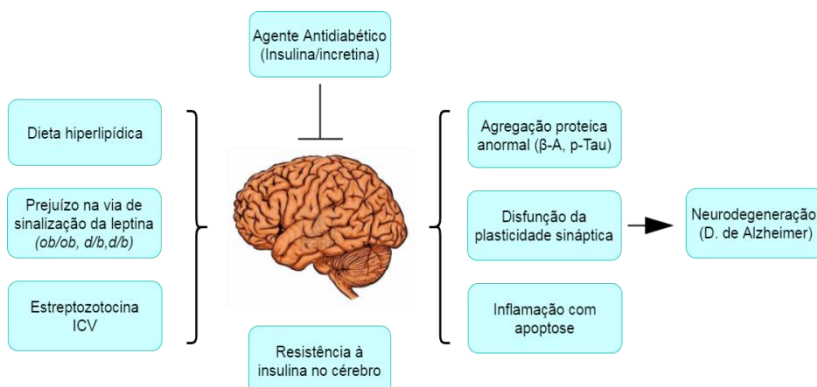 Agente Antidiabético
(Insulina/incretina)
Dieta hiperlipídica
Prejuízo na via de
sinalização da leptina
(ob/ob, d/b,d/b)
Estreptozotocina
ICV
Resistência à
insulina no cérebro
Agregação proteica
anormal (β-A, p-Tau)
Disfunção da
plasticidade sináptica
Inflamação com
apoptose
Neurodegeneração
(D. de Alzheimer)